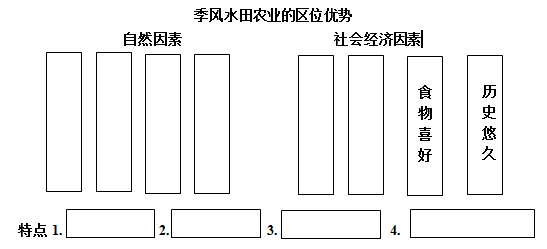 季风水田农业的区位优势
自然因素
社会经济因素
食物喜好
历史悠久
特点 1. 2. 3. 4.